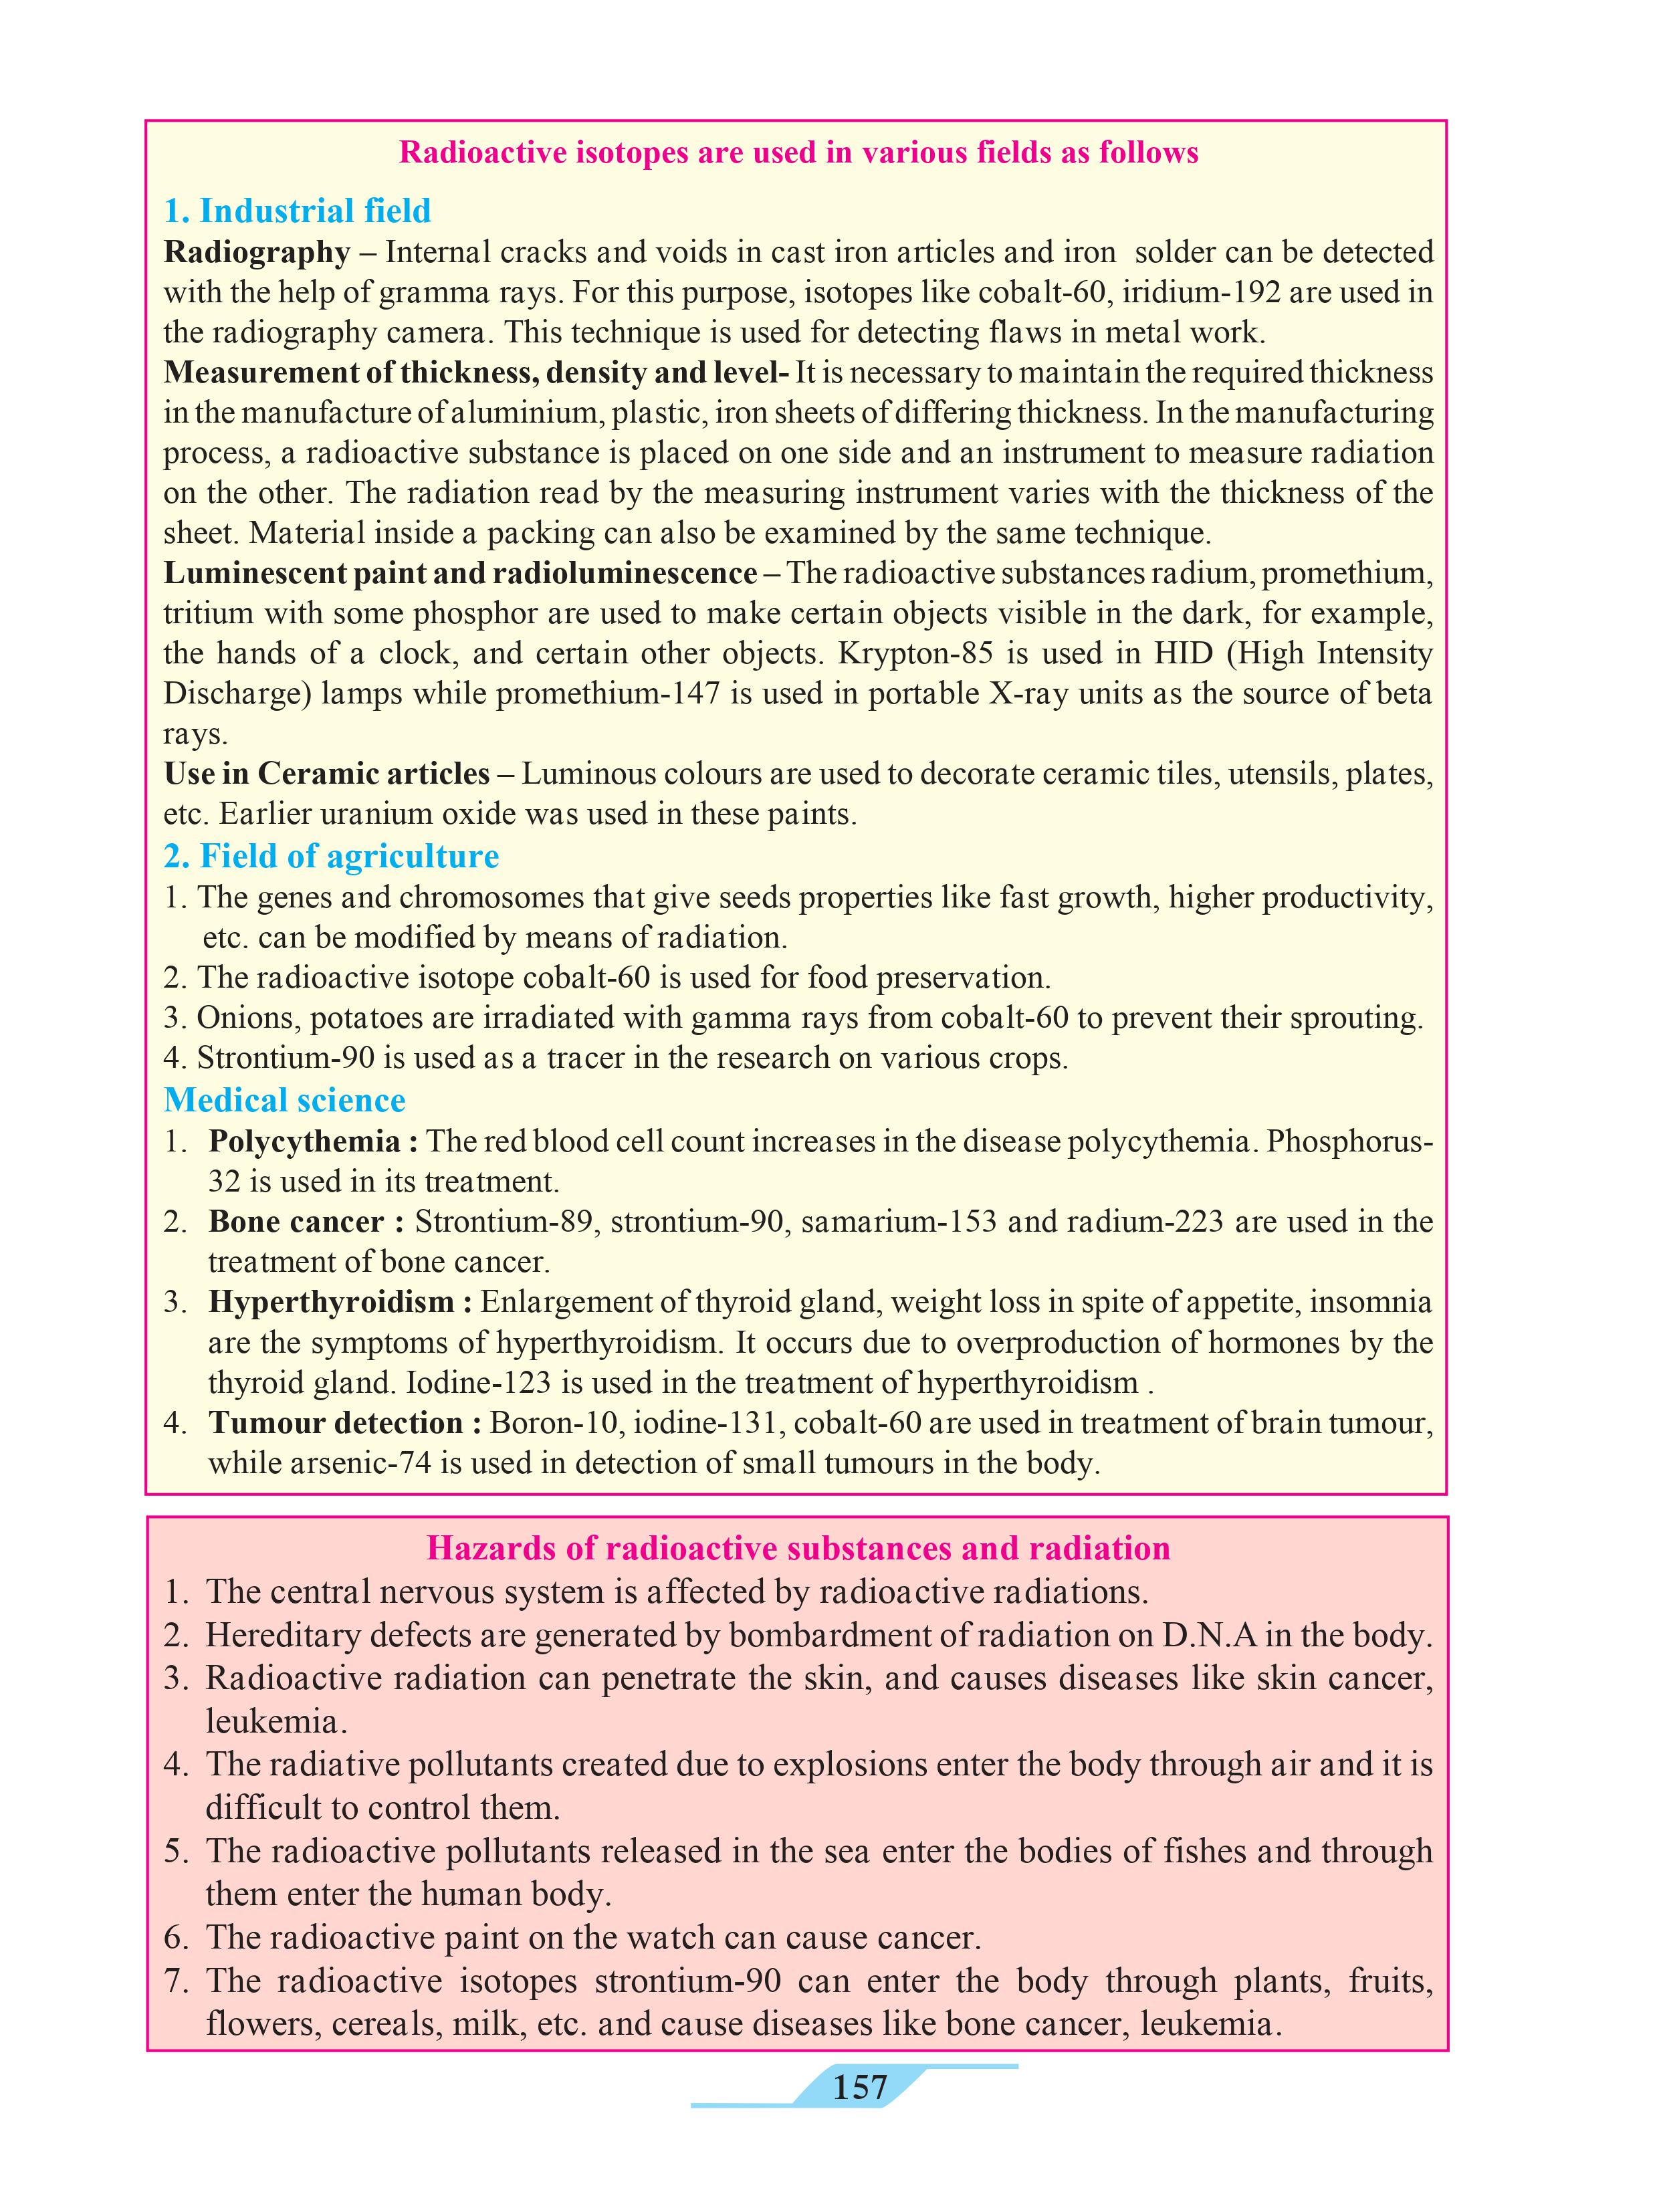 Radioactive isotopes are used in various fields as follows
1. Industrial field
Radiography – Internal cracks and voids in cast iron articles and iron solder can be detected
with the help of gramma rays. For this purpose, isotopes like cobalt-60, iridium-192 are used in
the radiography camera. This technique is used for detecting flaws in metal work.
Measurement of thickness, density and level- It is necessary to maintain the required thickness
in the manufacture of aluminium, plastic, iron sheets of differing thickness. In the manufacturing
process, a radioactive substance is placed on one side and an instrument to measure radiation
on the other. The radiation read by the measuring instrument varies with the thickness of the
sheet. Material inside a packing can also be examined by the same technique.
Luminescent paint and radioluminescence – The radioactive substances radium, promethium,
tritium with some phosphor are used to make certain objects visible in the dark, for example,
the hands of a clock, and certain other objects. Krypton-85 is used in HID (High Intensity
Discharge) lamps while promethium-147 is used in portable X-ray units as the source of beta
rays.
Use in Ceramic articles – Luminous colours are used to decorate ceramic tiles, utensils, plates,
etc. Earlier uranium oxide was used in these paints.
2. Field of agriculture
1. The genes and chromosomes that give seeds properties like fast growth, higher productivity,
etc. can be modified by means of radiation.
2. The radioactive isotope cobalt-60 is used for food preservation.
3. Onions, potatoes are irradiated with gamma rays from cobalt-60 to prevent their sprouting.
4. Strontium-90 is used as a tracer in the research on various crops.
Medical science
1. Polycythemia : The red blood cell count increases in the disease polycythemia. Phosphorus-
32 is used in its treatment.
2. Bone cancer : Strontium-89, strontium-90, samarium-153 and radium-223 are used in the
treatment of bone cancer.
3. Hyperthyroidism : Enlargement of thyroid gland, weight loss in spite of appetite, insomnia
are the symptoms of hyperthyroidism. It occurs due to overproduction of hormones by the
thyroid gland. Iodine-123 is used in the treatment of hyperthyroidism .
4. Tumour detection : Boron-10, iodine-131, cobalt-60 are used in treatment of brain tumour,
while arsenic-74 is used in detection of small tumours in the body.
Hazards of radioactive substances and radiation
1. The central nervous system is affected by radioactive radiations.
2. Hereditary defects are generated by bombardment of radiation on D.N.A in the body.
3. Radioactive radiation can penetrate the skin, and causes diseases like skin cancer,
leukemia.
4. The radiative pollutants created due to explosions enter the body through air and it is
difficult to control them.
5. The radioactive pollutants released in the sea enter the bodies of fishes and through
them enter the human body.
6. The radioactive paint on the watch can cause cancer.
7. The radioactive isotopes strontium-90 can enter the body through plants, fruits,
flowers, cereals, milk, etc. and cause diseases like bone cancer, leukemia.
157